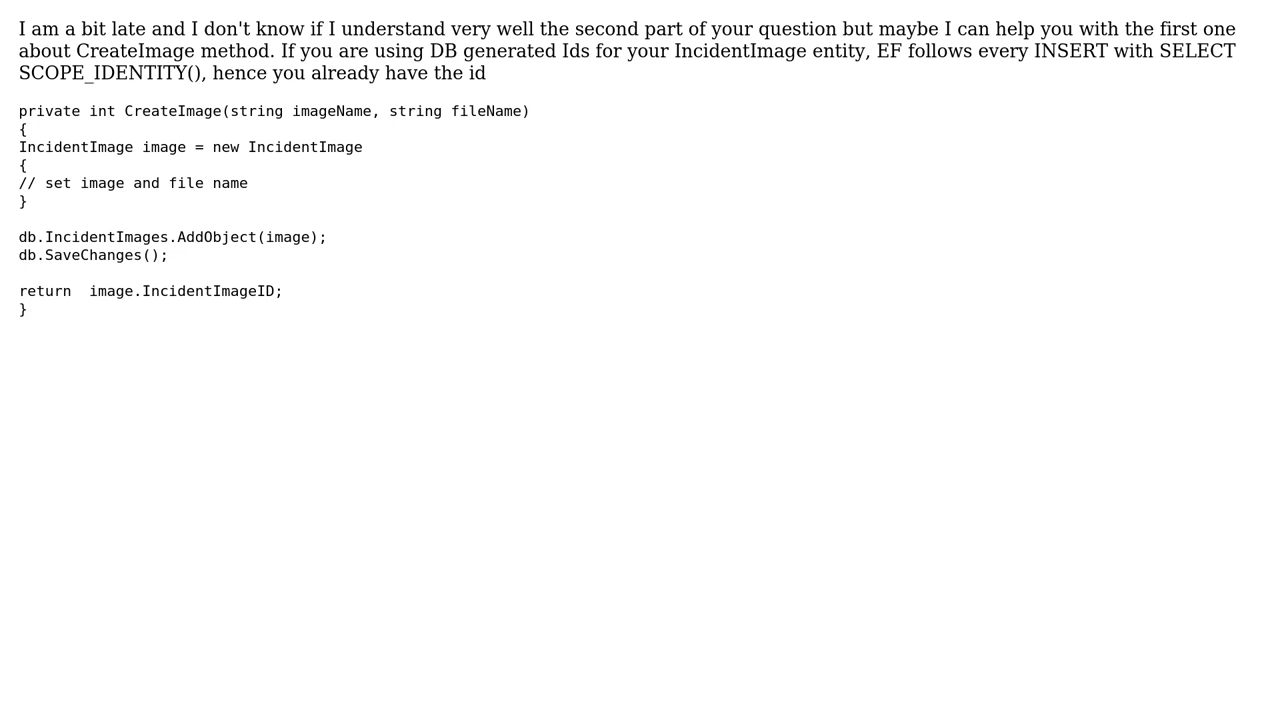 I am a bit late and I don't know if I understand very well the second part of your question but maybe I can help you with the first one
about CreateImage method. If you are using DB generated Ids for your IncidentImage entity, EF follows every INSERT with SELECT
SCOPE_IDENTITY(), hence you already have the id
private int CreateImage(string imageName, string fileName)
{
IncidentImage image = new IncidentImage
{
// set image and file name
}
db.IncidentImages.AddObject(image);
db.SaveChanges();
return  image.IncidentImageID;
}